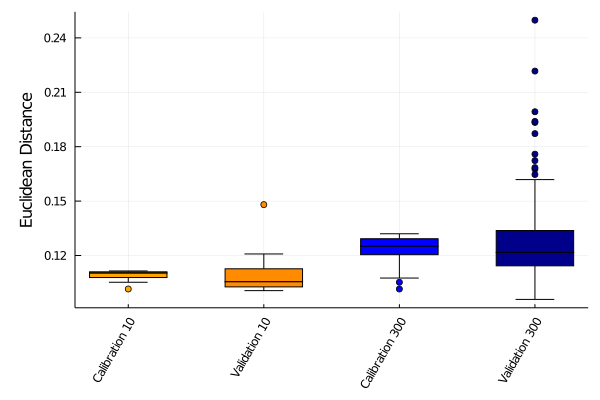 Euclidean Distance
0.24
0.21
0.18
0.15
0.12
Calibration 10
Validation 10
Calibration 300
Validation 300